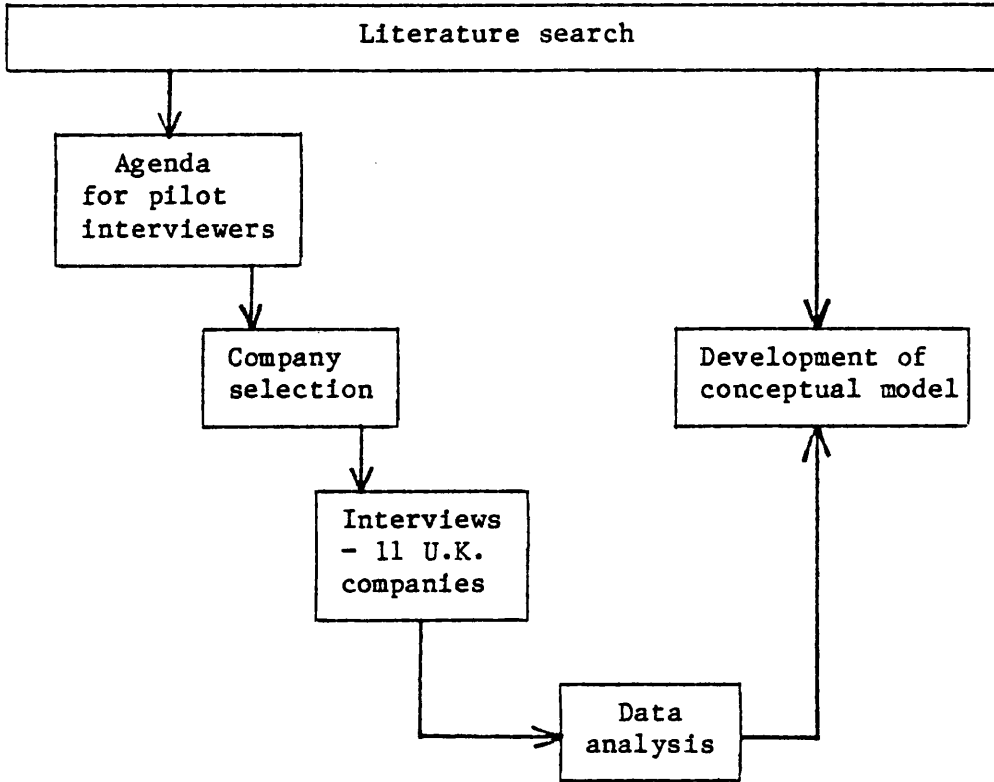 Literature search
Agenda
for pilot
interviewers
Company
selection
Development of
conceptual model
Interviews
- 11 U.K.
companies
Data
analysis